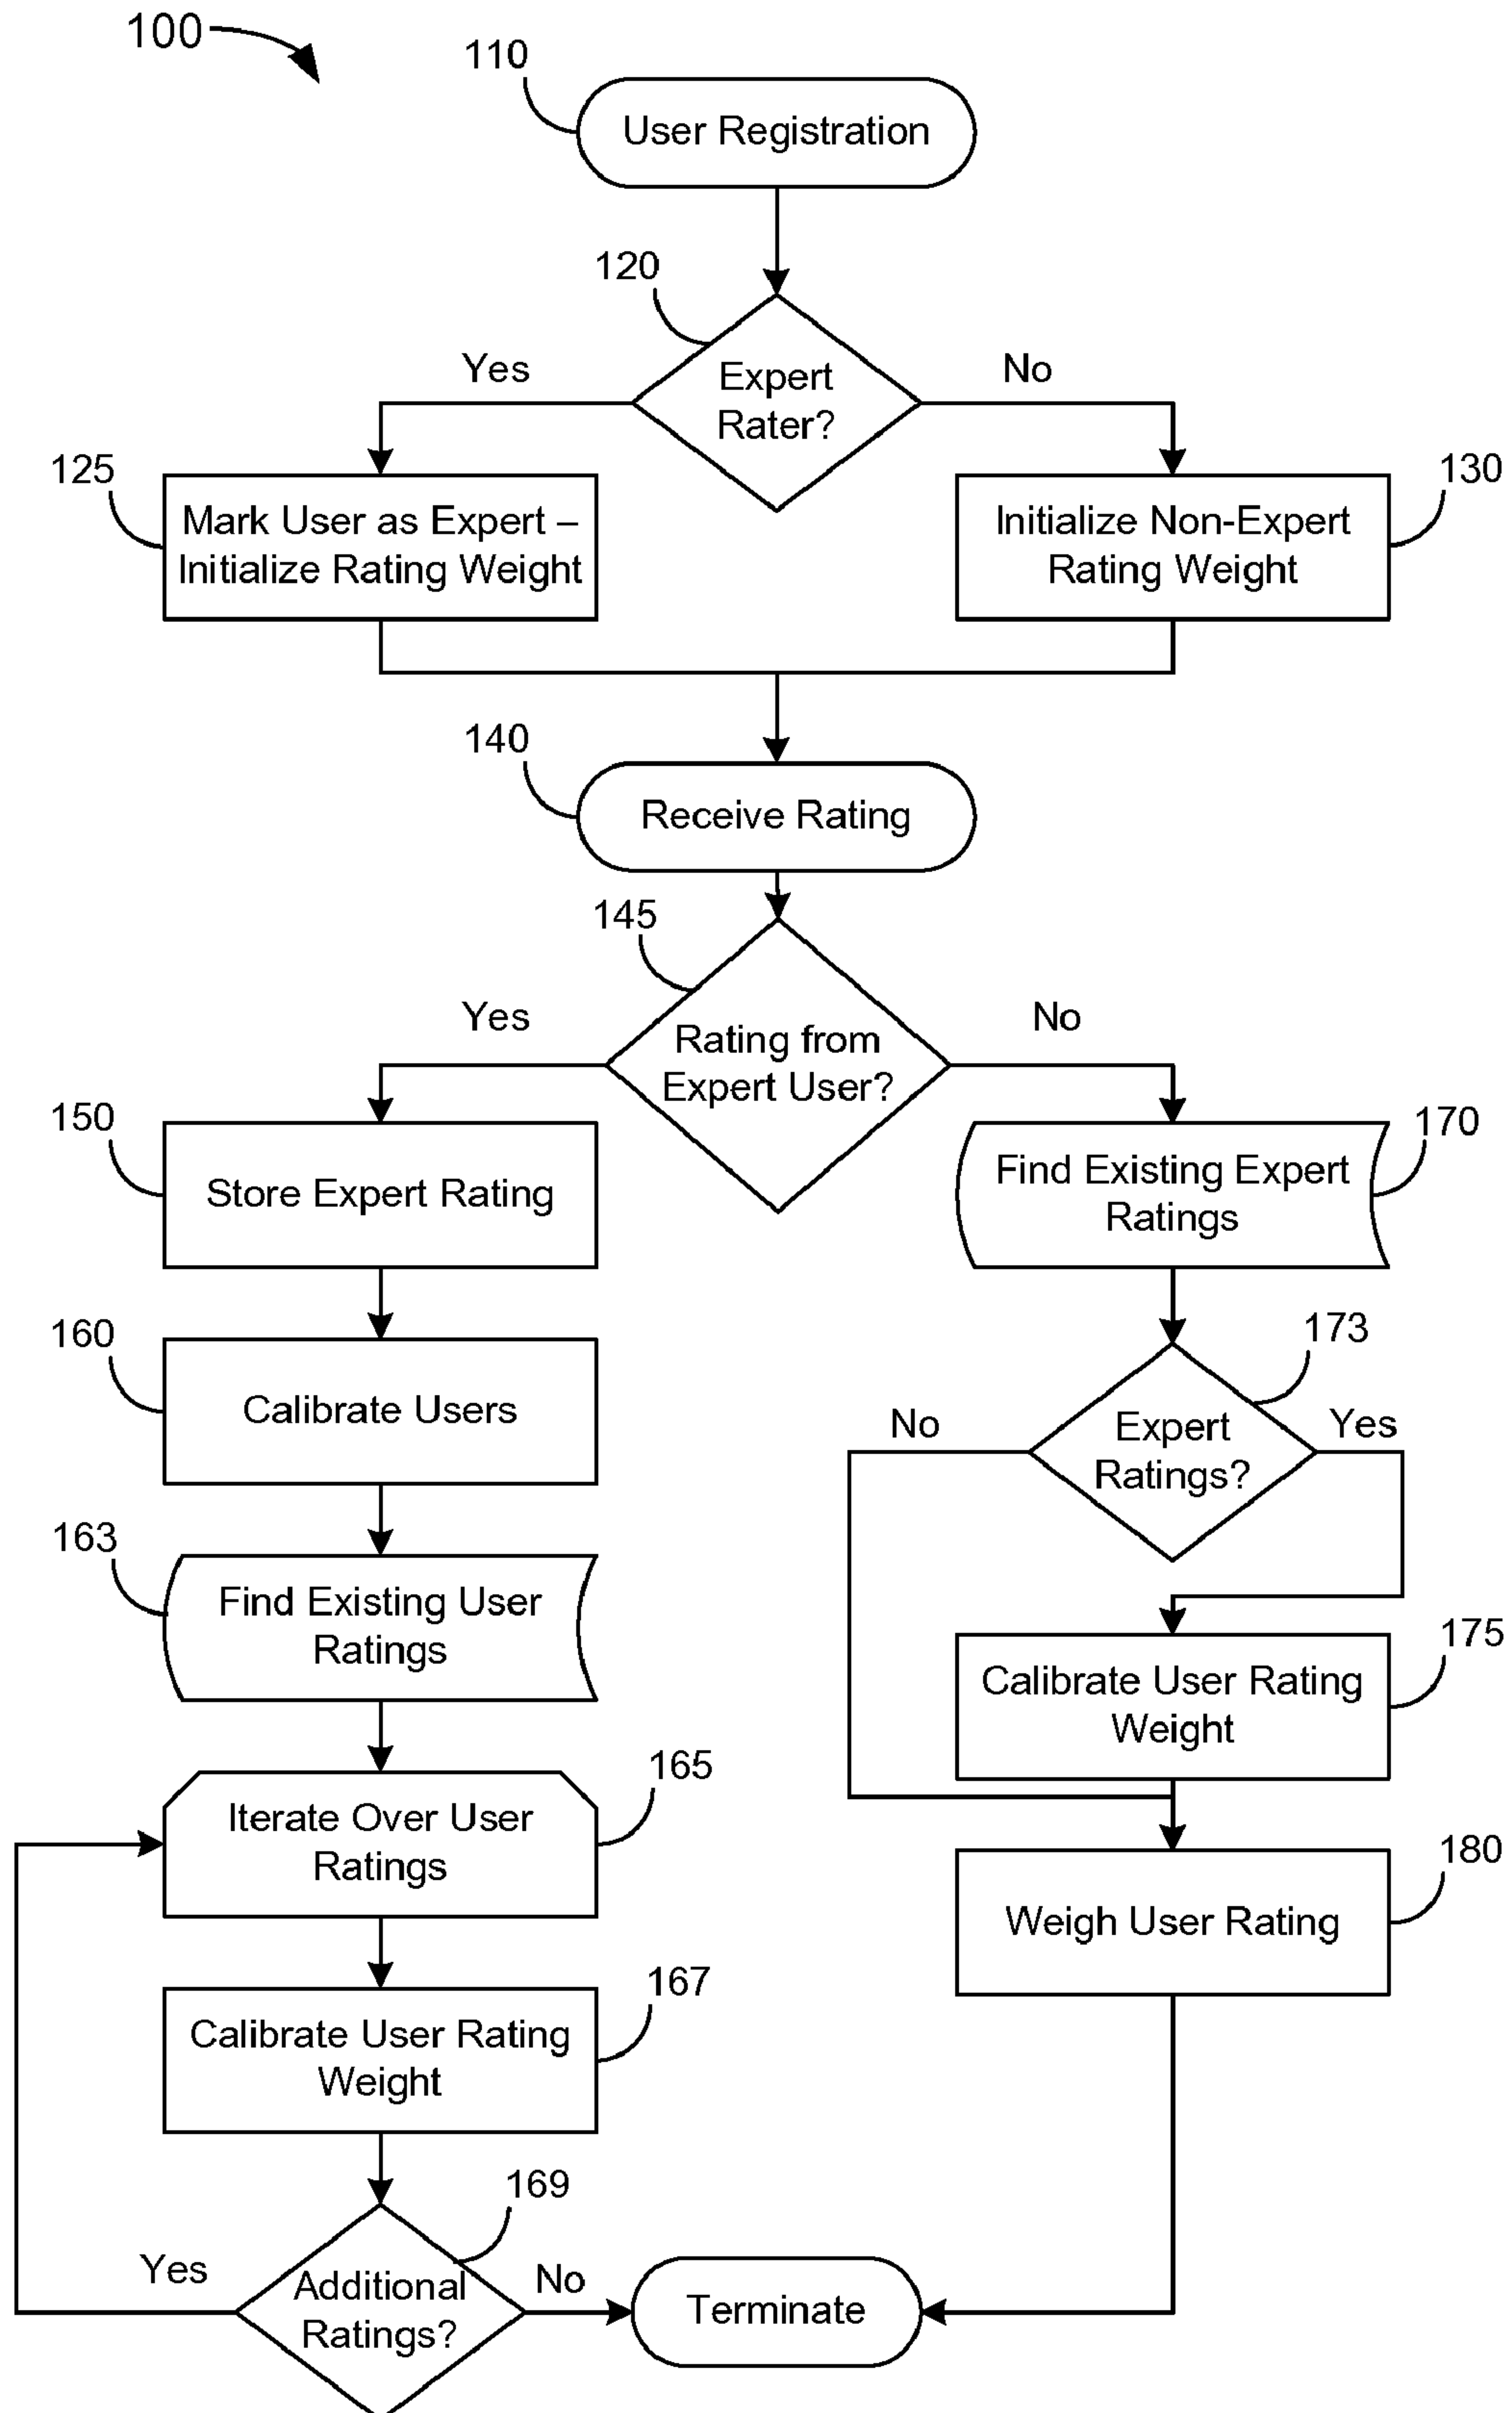 100
110
User Registration
120
Yes
No
Expert
Rater?
125
Mark User as Expert –
Initialize Rating Weight
130
Initialize Non-Expert
Rating Weight
140
Receive Rating
145
Yes
No
Rating from
Expert User?
150
Store Expert Rating
170
Find Existing Expert
Ratings
160
Calibrate Users
173
No
Yes
Expert
Ratings?
163
Find Existing User
Ratings
175
Calibrate User Rating
Weight
165
Iterate Over User
Ratings
180
Weigh User Rating
167
Calibrate User Rating
Weight
169
Yes
No
Additional
Ratings?
Terminate